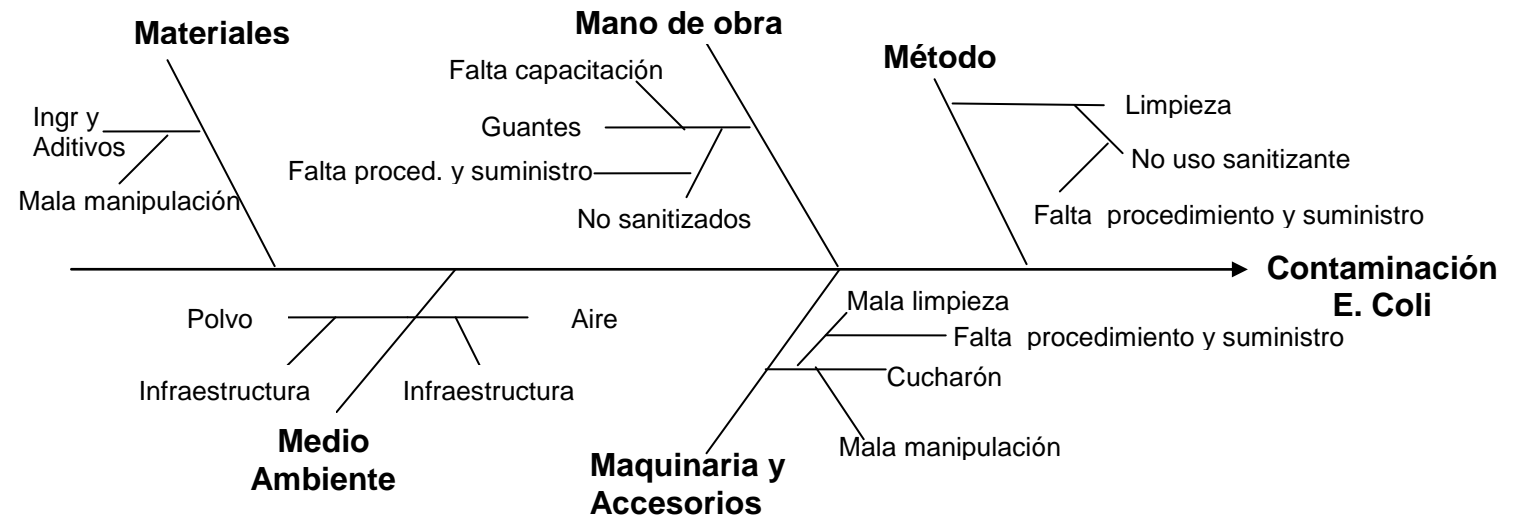 Materiales
Mano de obra
Método
Falta capacitación
Ingr y
Aditivos
Guantes
Limpieza
Mala manipulación
Falta proced. y suministro
No uso sanitizante
No sanitizados
Falta procedimiento y suministro
Contaminación
E. Coli
Polvo
Aire
Mala limpieza
Falta procedimiento y suministro
Infraestructura
Infraestructura
Cucharón
Mala manipulación
Medio
Ambiente
Maquinaria y
Accesorios